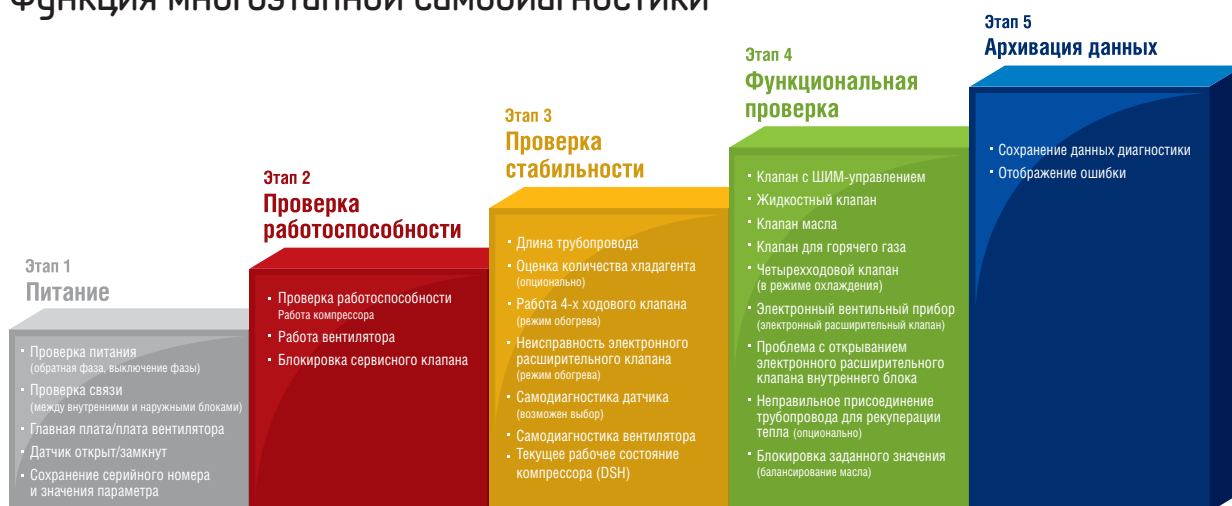 Функция многоэтапной самодиагностики
Этап 1
Питание
Проверка питания
(обратная фаза, выключение фазы)
Проверка связи
(между внутренними и наружными блоками)
Главная плата/плата вентилятора
Датчик открыт/замкнут
Сохранение серийного номера
и значения параметра
Этап 2
Проверка
работоспособности
Проверка работоспособности
Работа компрессора
Работа вентилятора
Блокировка сервисного клапана
Этап 3
Проверка
стабильности
Длина трубопровода
Оценка количества хладагента
(опционально)
Работа 4-х ходового клапана
(режим обогрева)
Неисправность электронного
расширительного клапана
(режим обогрева)
Самодиагностика датчика
(возможен выбор)
Самодиагностика вентилятора
Текущее рабочее состояние
компрессора (DSH)
Этап 4
Функциональная
проверка
Клапан с ШИМ-управлением
Жидкостный клапан
Клапан масла
Клапан для горячего газа
Четырехходовой клапан
(в режиме охлаждения)
Электронный вентильный прибор
(электронный расширительный клапан)
Проблема с открыванием
электронного расширительного
клапана внутреннего блока
Неправильное присоединение
трубопровода для рекуперации
тепла (опционально)
Блокировка заданного значения
(балансирование масла)
Этап 5
Архивация данных
Сохранение данных диагностики
Отображение ошибки